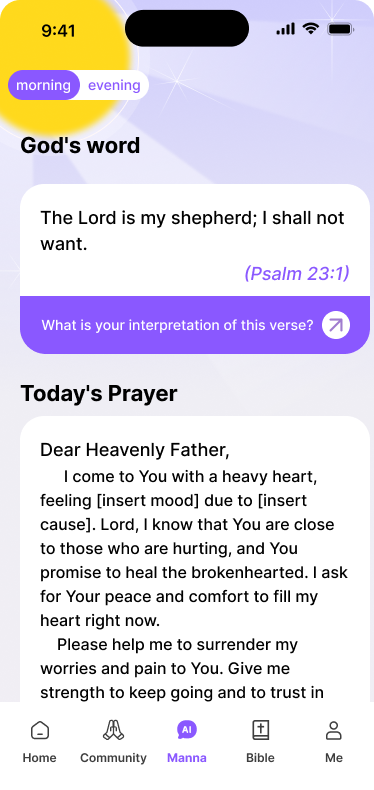 9:41
morning evening
God's word
The Lord is my shepherd; I shall not
want.
(Psalm 23:1)
What is your interpretation of this verse?
Today's Prayer
Dear Heavenly Father,
I come to You with a heavy heart,
feeling [insert mood] due to [insert
cause]. Lord, I know that You are close
to those who are hurting, and You
promise to heal the brokenhearted. I ask
for Your peace and comfort to fill my
heart right now.
Please help me to surrender my
worries and pain to You. Give me
strength to keep going and to trust in
AI
Home Community Manna Bible Me